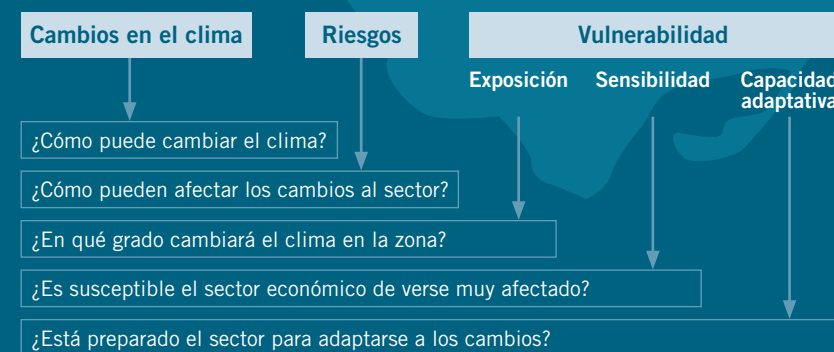 Cambios en el clima
Riesgos
Vulnerabilidad
Exposición
Sensibilidad
Capacidad
adaptativa
¿Cómo puede cambiar el clima?
¿Cómo pueden afectar los cambios al sector?
¿En qué grado cambiará el clima en la zona?
¿Es susceptible el sector económico de verse muy afectado?
¿Está preparado el sector para adaptarse a los cambios?